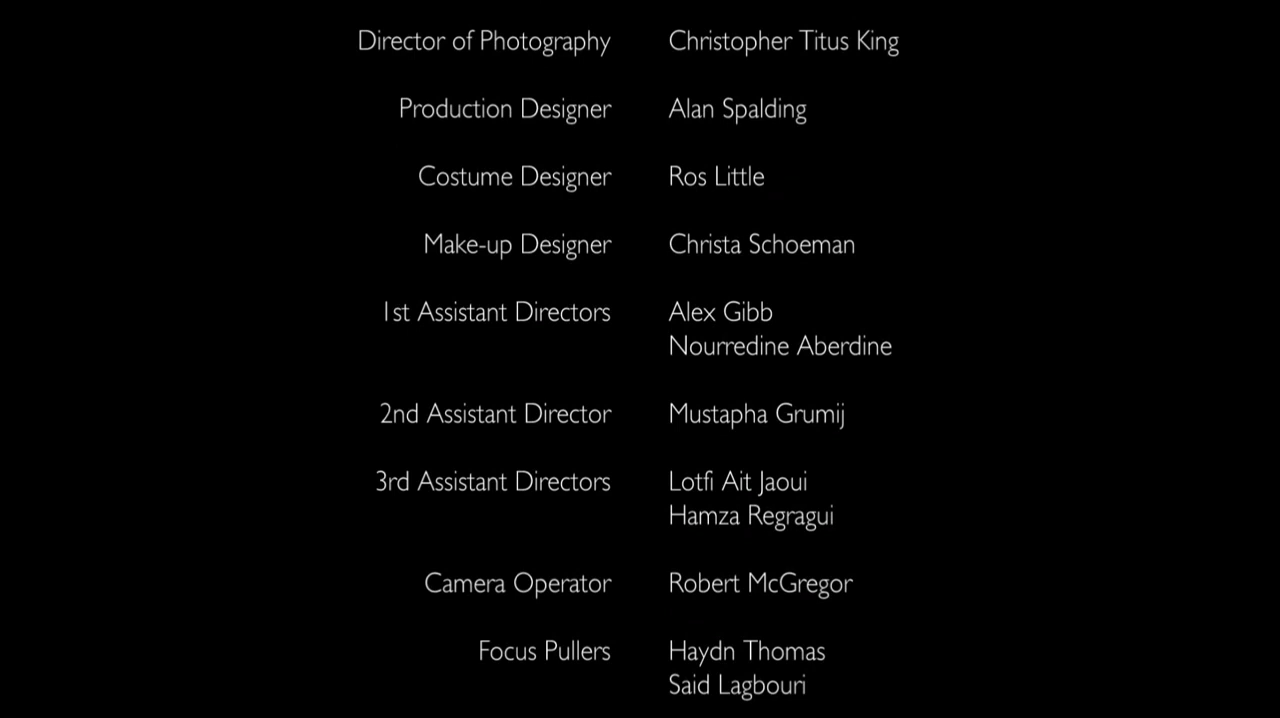 Director of Photography Christopher Titus King
Production Designer Alan Spalding
Costume Designer Ros Little
Make-up Designer Christa Schoeman
1st Assistant Directors Alex Gibb
Nourredine Aberdine
2nd Assistant Director Mustapha Grumij
3rd Assistant Directors Lotfi Ait Jaoui
Hamza Regragui
Camera Operator Robert McGregor
Focus Pullers Haydn Thomas
Said Lagbouri